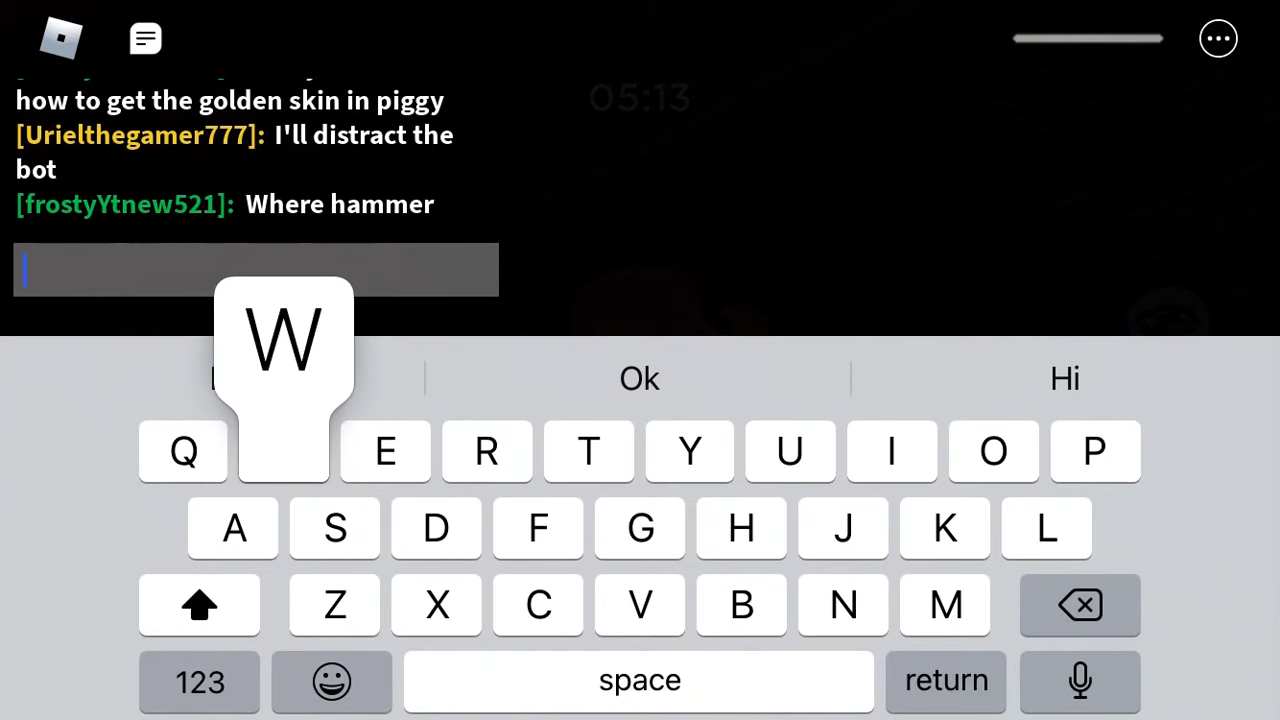 how to get the golden skin in piggy
05:13
[Urielthegamer777]: I'll distract the
bot
[frostyYtnew521]: Where hammer
W
Ok Hi
Q E R T Y U I O P
A S D F G H J K L
Z X C V B N M
123 space return